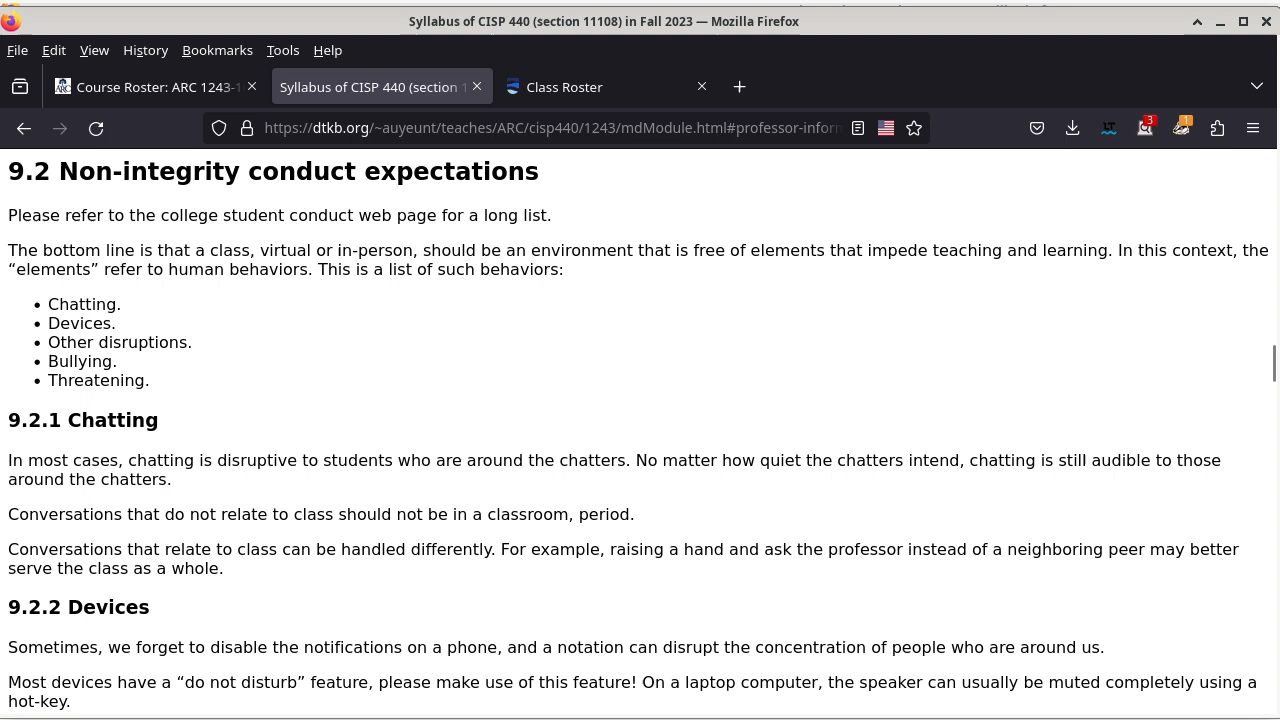 Syllabus of CISP 440 (section 11108) in Fall 2023 — Mozilla Firefox
File Edit View History Bookmarks Tools Help
Course Roster: ARC 1243-1
Syllabus of CISP 440 (section 1
Class Roster
https://dtkb.org/~auyeunt/teaches/ARC/cisp440/1243/mdModule.html#professor-inform
3
1
9.2 Non-integrity conduct expectations
Please refer to the college student conduct web page for a long list.
The bottom line is that a class, virtual or in-person, should be an environment that is free of elements that impede teaching and learning. In this context, the
“elements” refer to human behaviors. This is a list of such behaviors:
• Chatting.
• Devices.
• Other disruptions.
• Bullying.
• Threatening.
9.2.1 Chatting
In most cases, chatting is disruptive to students who are around the chatters. No matter how quiet the chatters intend, chatting is still audible to those
around the chatters.
Conversations that do not relate to class should not be in a classroom, period.
Conversations that relate to class can be handled differently. For example, raising a hand and ask the professor instead of a neighboring peer may better
serve the class as a whole.
9.2.2 Devices
Sometimes, we forget to disable the notifications on a phone, and a notation can disrupt the concentration of people who are around us.
Most devices have a “do not disturb” feature, please make use of this feature! On a laptop computer, the speaker can usually be muted completely using a
hot-key.